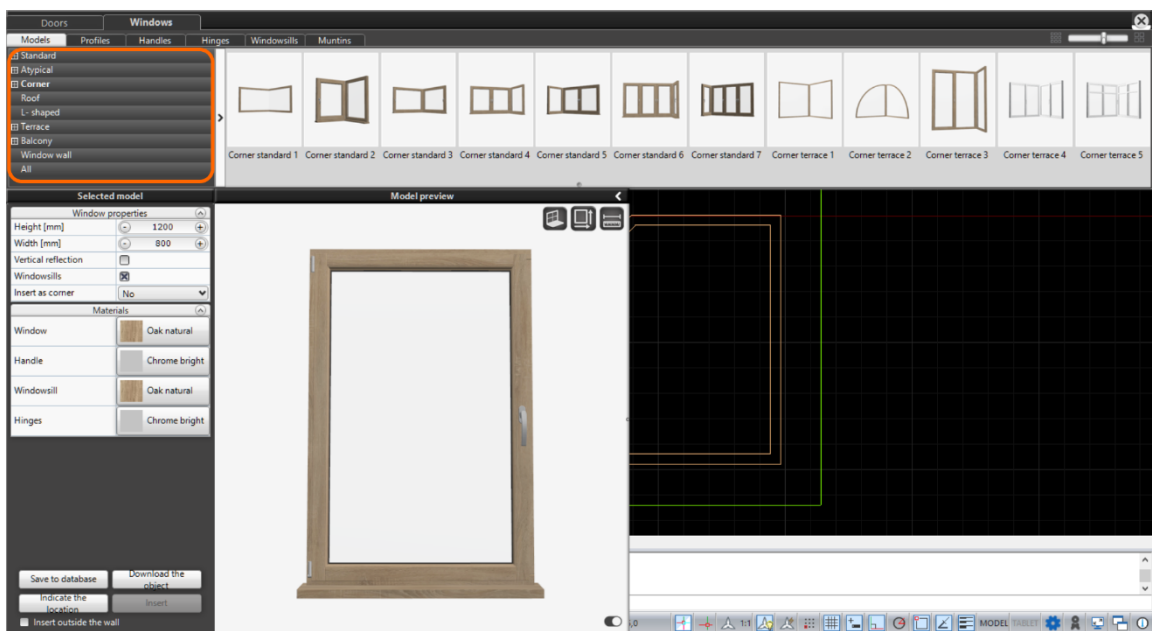 Doors Windows
Models Profiles Handles Hinges Windowsills Muntins
Standard
Atypical
Corner
Roof
L- shaped
Terrace
Balcony
Window wall
All
Corner standard 1 Corner standard 2 Corner standard 3 Corner standard 4 Corner standard 5 Corner standard 6 Corner standard 7 Corner terrace 1 Corner terrace 2 Corner terrace 3 Corner terrace 4 Corner terrace 5
Selected model Model preview
Window properties
Height [mm] - 1200 +
Width [mm] - 800 +
Vertical reflection
Windowsills
Insert as corner No
Materials
Window Oak natural
Handle Chrome bright
Windowsill Oak natural
Hinges Chrome bright
Save to database Download the object
Indicate the location Insert
Insert outside the wall
1:1 MODEL TABLET